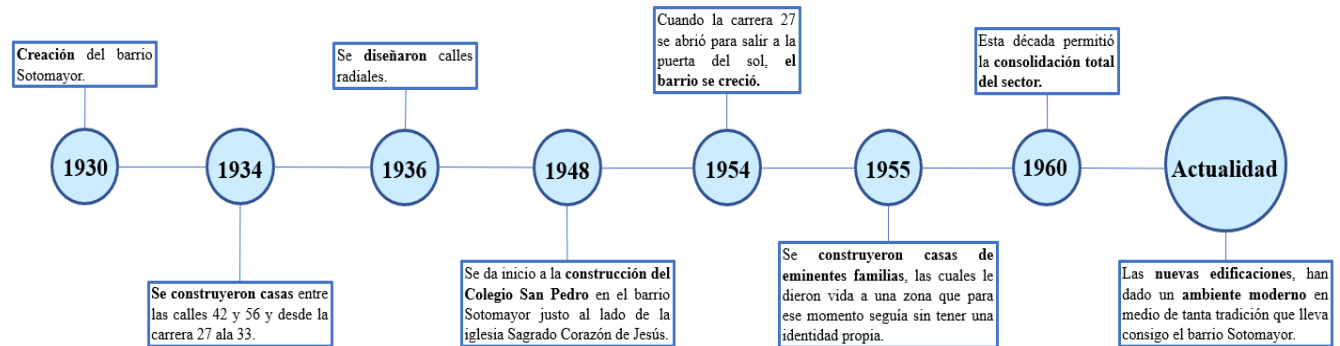 Creación del barrio
Sotomayor.
1930
1934
Se construyeron casas entre
las calles 42 y 56 y desde la
carrera 27 ala 33.
Se diseñaron calles
radiales.
1936
1948
Se da inicio a la construcción del
Colegio San Pedro en el barrio
Sotomayor justo al lado de la
iglesia Sagrado Corazón de Jesús.
Cuando la carrera 27
se abrió para salir a la
puerta del sol, el
barrio se creció.
1954
1955
Se construyeron casas de
eminentes familias, las cuales le
dieron vida a una zona que para
ese momento seguía sin tener una
identidad propia.
Esta década permitió
la consolidación total
del sector.
1960
Actualidad
Las nuevas edificaciones, han
dado un ambiente moderno en
medio de tanta tradición que lleva
consigo el barrio Sotomayor.